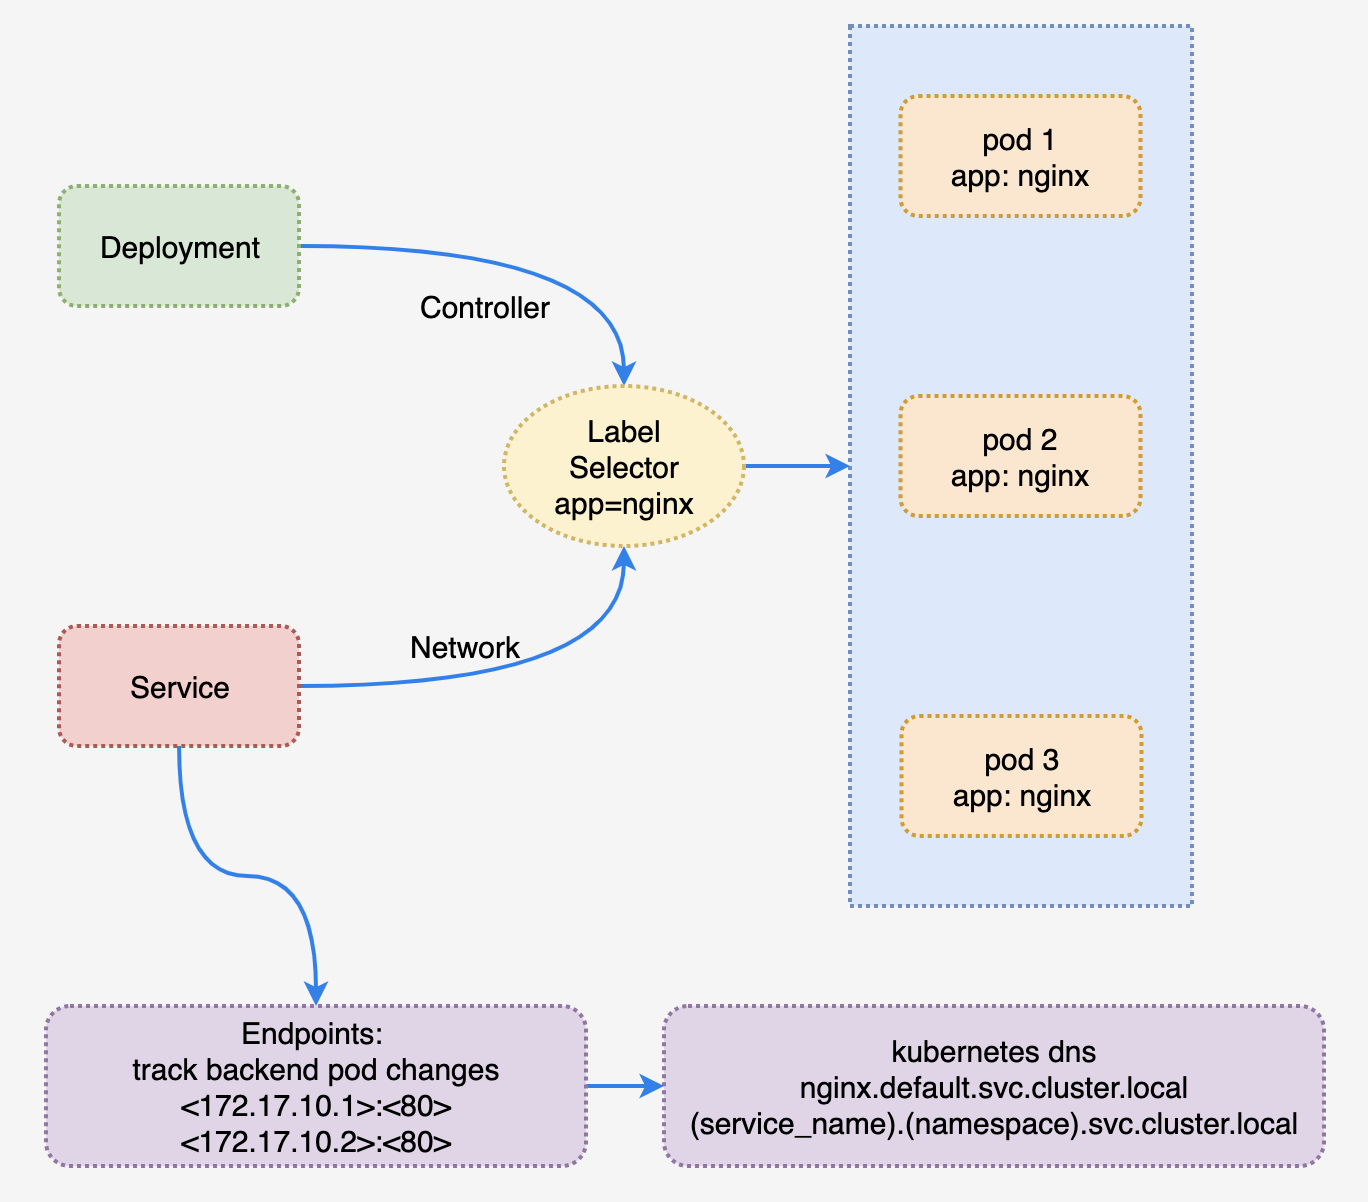 Deployment
Controller
Label
Selector
app=nginx
Network
Service
pod 1
app: nginx
pod 2
app: nginx
pod 3
app: nginx
Endpoints:
track backend pod changes
<172.17.10.1>:<80>
<172.17.10.2>:<80>
kubernetes dns
nginx.default.svc.cluster.local
(service_name).(namespace).svc.cluster.local